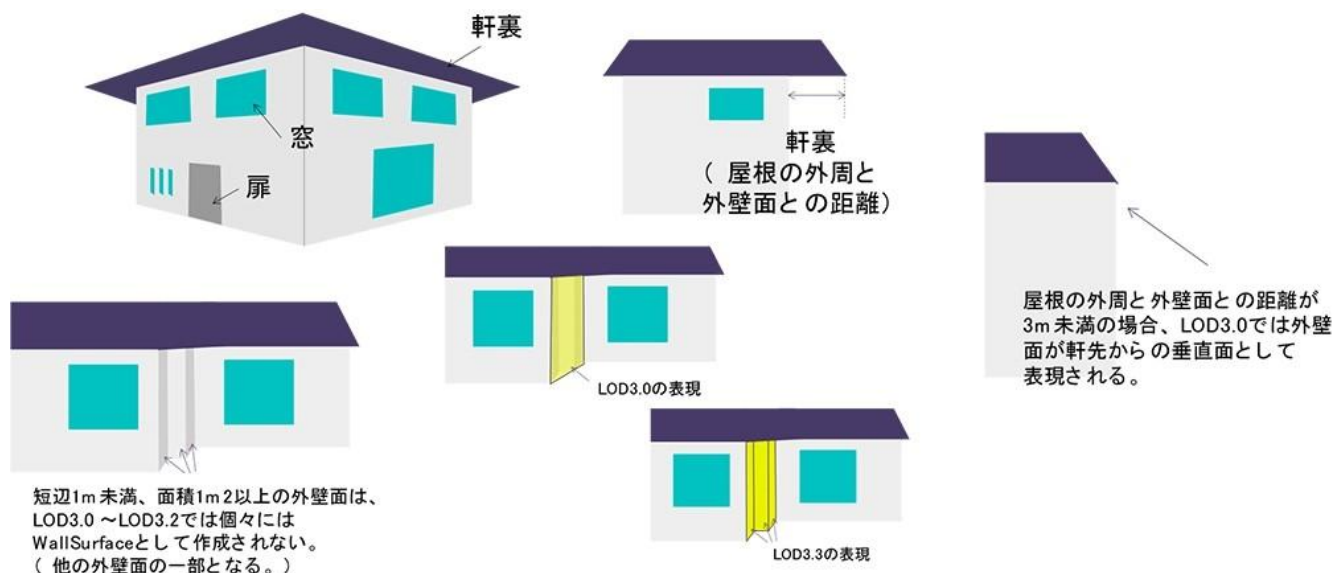 軒裏
窓
扉
軒裏
（屋根の外周と
外壁面との距離）
屋根の外周と外壁面との距離が
3m未満の場合、LOD3.0では外壁
面が軒先からの垂直面として
表現される。
LOD3.0の表現
短辺1m未満、面積1m2以上の外壁面は、
LOD3.0～LOD3.2では個々には
WallSurfaceとして作成されない。
（他の外壁面の一部となる。）
LOD3.3の表現